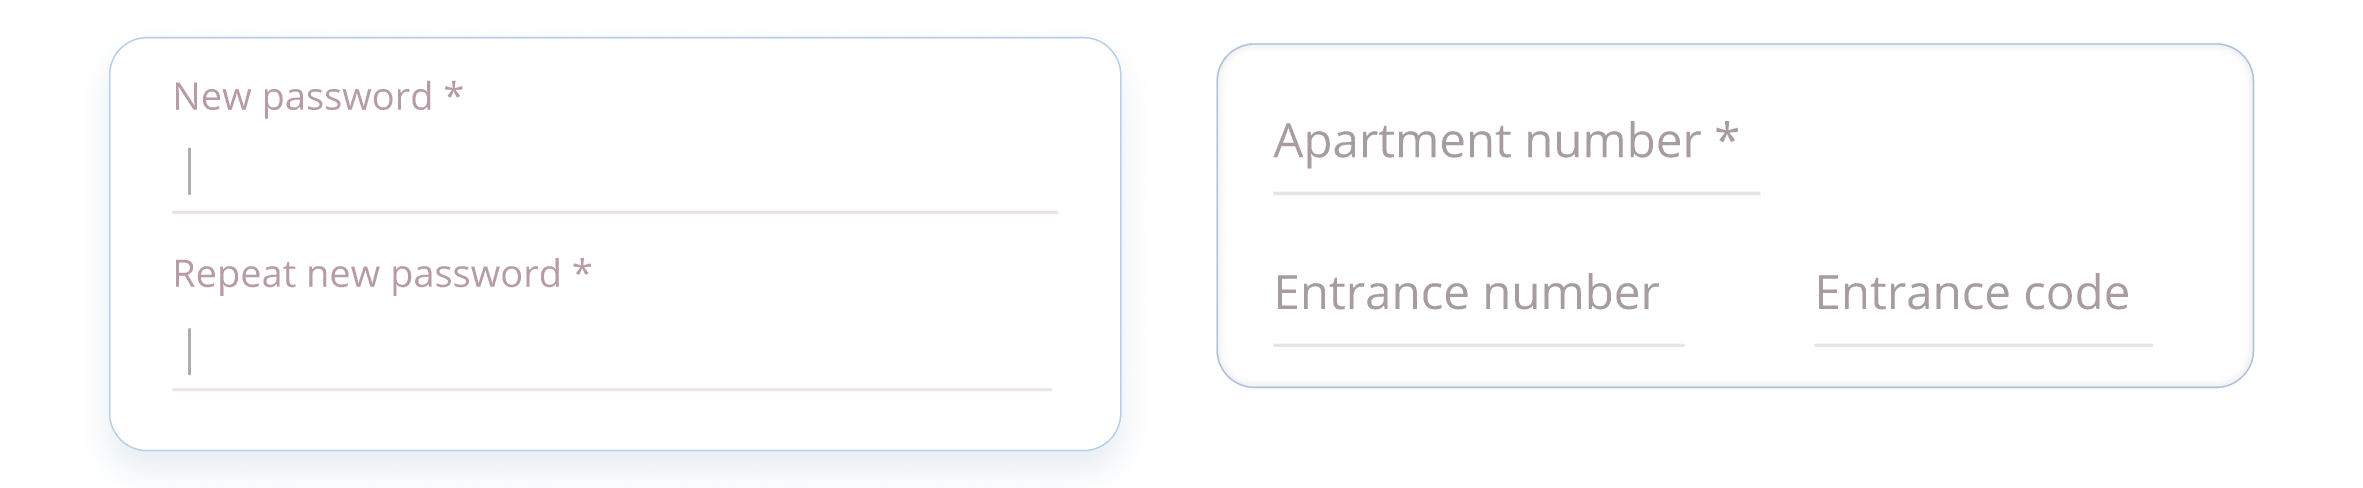 New password *
Repeat new password *
Apartment number *
Entrance number
Entrance code